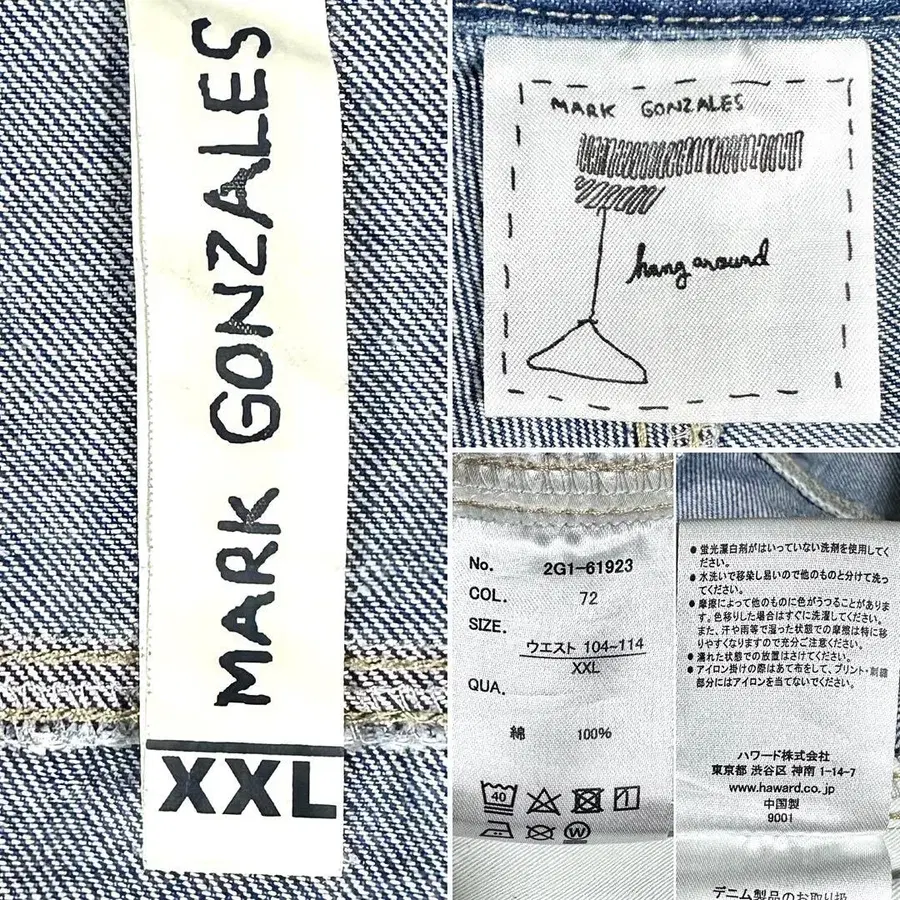 MARK GONZALES
XXL
MARK GONZALES
hang around
No. 2G1-61923
COL. 72
SIZE.
ウエスト 104~114
XXL
QUA.
綿 100%
40
W
● 蛍光漂白剤がはいっていない洗剤を使用してく
ださい。
● 水洗いで移染し易いので他のものと分けて洗っ
てください。
● 摩擦によって他のものに色がうつることがありま
す。色移りした場合はすぐに洗濯してください。
また、汗や雨等で湿った状態での摩擦は特に移
りやすくなりますので充分ご注意ください。
● 濡れた状態での放置はさけてください。
● アイロン掛けの際はあて布をして、プリント・刺繍
部分にはアイロンを当てないでください。
ハワード株式会社
東京都 渋谷区 神南 1-14-7
www.haward.co.jp
中国製
9001
デニム製品のお取り扱